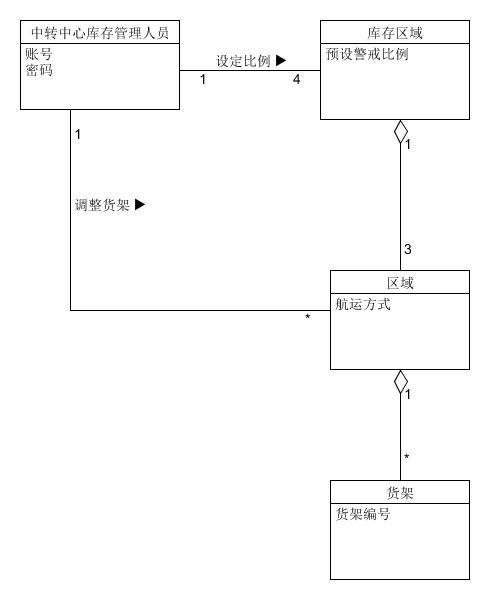 中转中心库存管理人员
账号
密码
设定比例 ▶
1
4
库存区域
预设警戒比例
1
1
调整货架 ▶
3
区域
航运方式
*
1
*
货架
货架编号